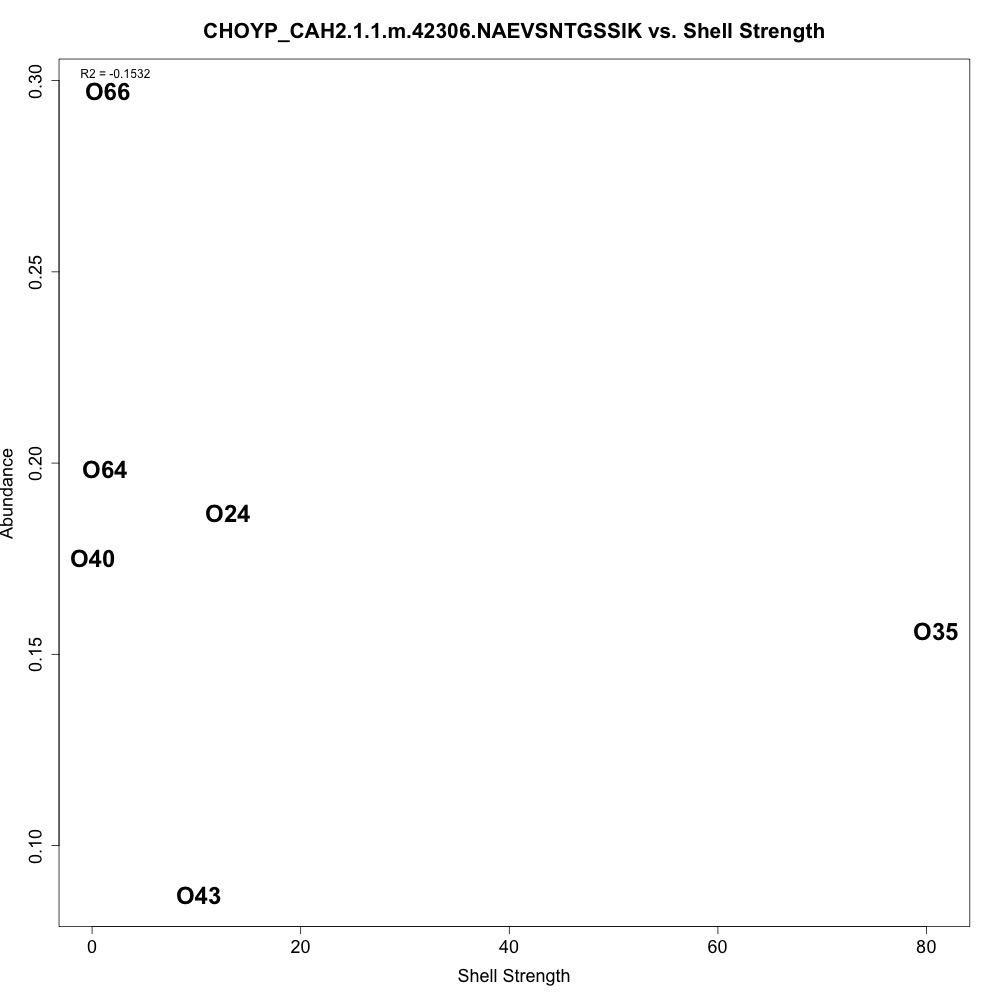 CHOYP_CAH2.1.1.m.42306.NAEVSNTGSSIK vs. Shell Strength
R2 = -0.1532
O66
O64
O24
O40
O35
O43
0.30
0.25
0.20
0.15
0.10
Abundance
0 20 40 60 80
Shell Strength